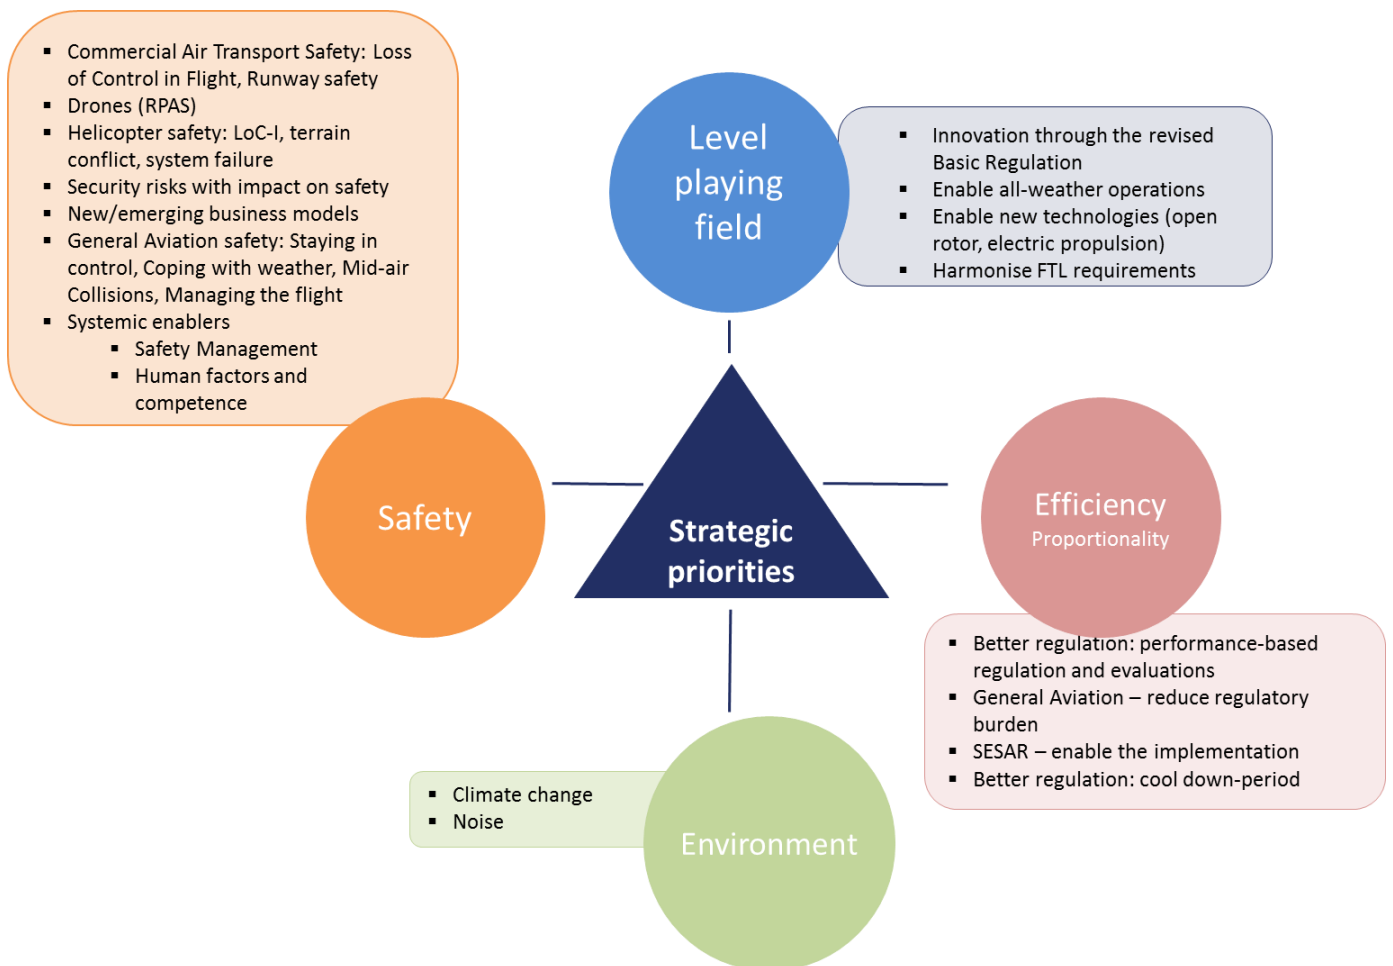 ▪ Commercial Air Transport Safety: Loss
of Control in Flight, Runway safety
▪ Drones (RPAS)
▪ Helicopter safety: LoC-I, terrain
conflict, system failure
▪ Security risks with impact on safety
▪ New/emerging business models
▪ General Aviation safety: Staying in
control, Coping with weather, Mid-air
Collisions, Managing the flight
▪ Systemic enablers
▪ Safety Management
▪ Human factors and
competence
Level
playing
field
▪ Innovation through the revised
Basic Regulation
▪ Enable all-weather operations
▪ Enable new technologies (open
rotor, electric propulsion)
▪ Harmonise FTL requirements
Safety
Strategic
priorities
Efficiency
Proportionality
▪ Better regulation: performance-based
regulation and evaluations
▪ General Aviation – reduce regulatory
burden
▪ SESAR – enable the implementation
▪ Better regulation: cool down-period
▪ Climate change
▪ Noise
Environment